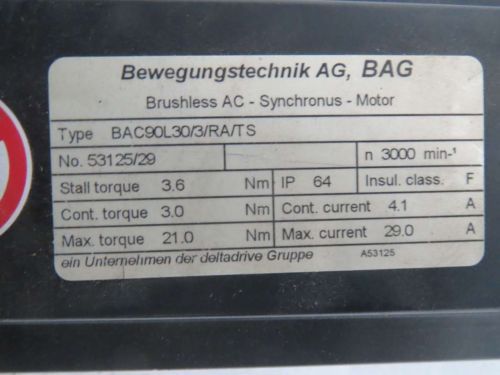 Bewegungstechnik AG, BAG
Brushless AC - Synchronus - Motor
Type BAC90L30/3/RA/TS
No. 53125/29 n 3000 min-¹
Stall torque 3.6 Nm IP 64 Insul. class. F
Cont. torque 3.0 Nm Cont. current 4.1 A
Max. torque 21.0 Nm Max. current 29.0 A
ein Unternehmen der deltadrive Gruppe A53125